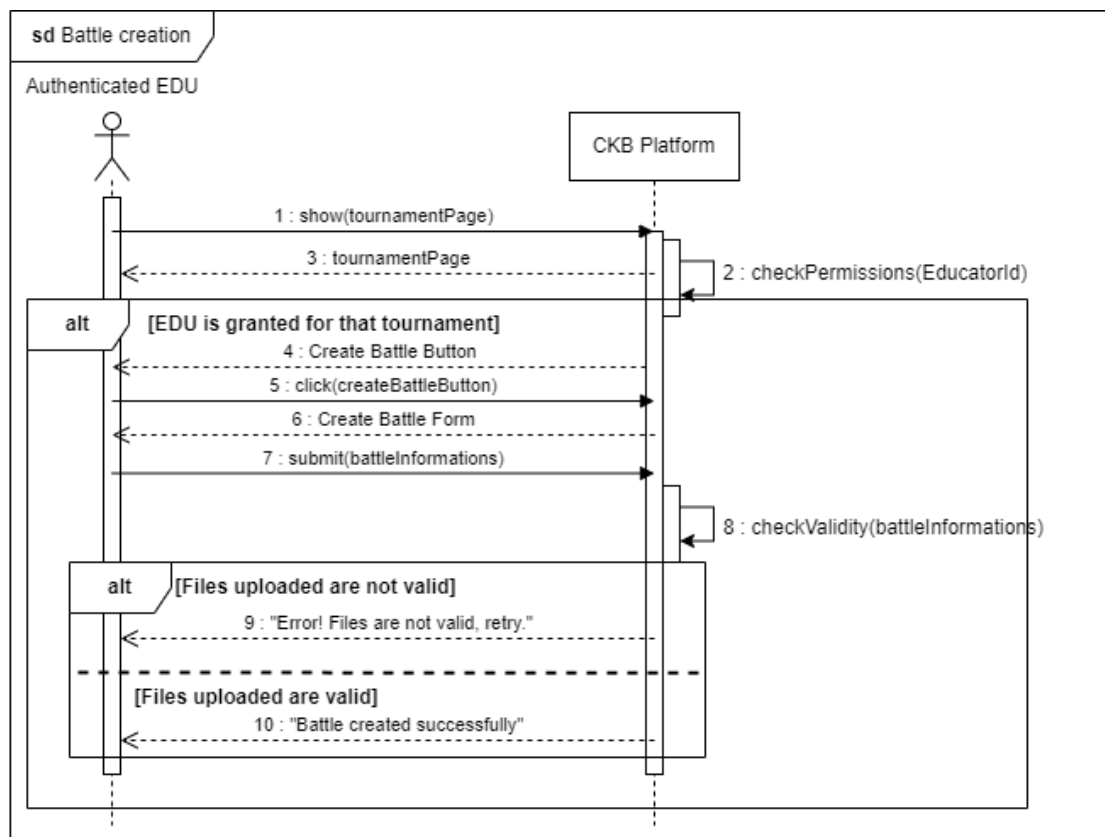 sd Battle creation
Authenticated EDU
CKB Platform
1 : show(tournamentPage)
3 : tournamentPage
2 : checkPermissions(EducatorId)
alt
[EDU is granted for that tournament]
4 : Create Battle Button
5 : click(createBattleButton)
6 : Create Battle Form
7 : submit(battleInformations)
8 : checkValidity(battleInformations)
alt
[Files uploaded are not valid]
9 : "Error! Files are not valid, retry."
[Files uploaded are valid]
10 : "Battle created successfully"